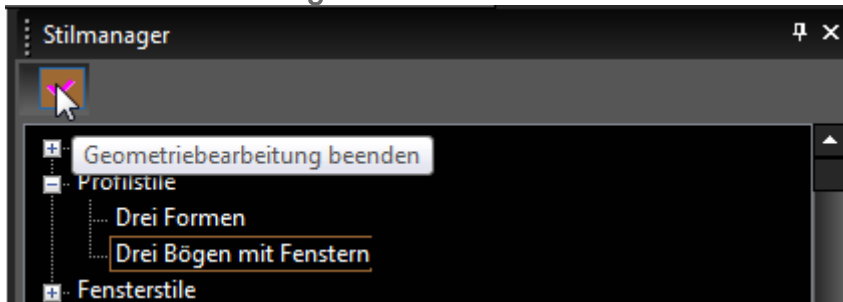 Stilmanager
Geometriebearbeitung beenden
Profilstile
Drei Formen
Drei Bögen mit Fenstern
Fensterstile